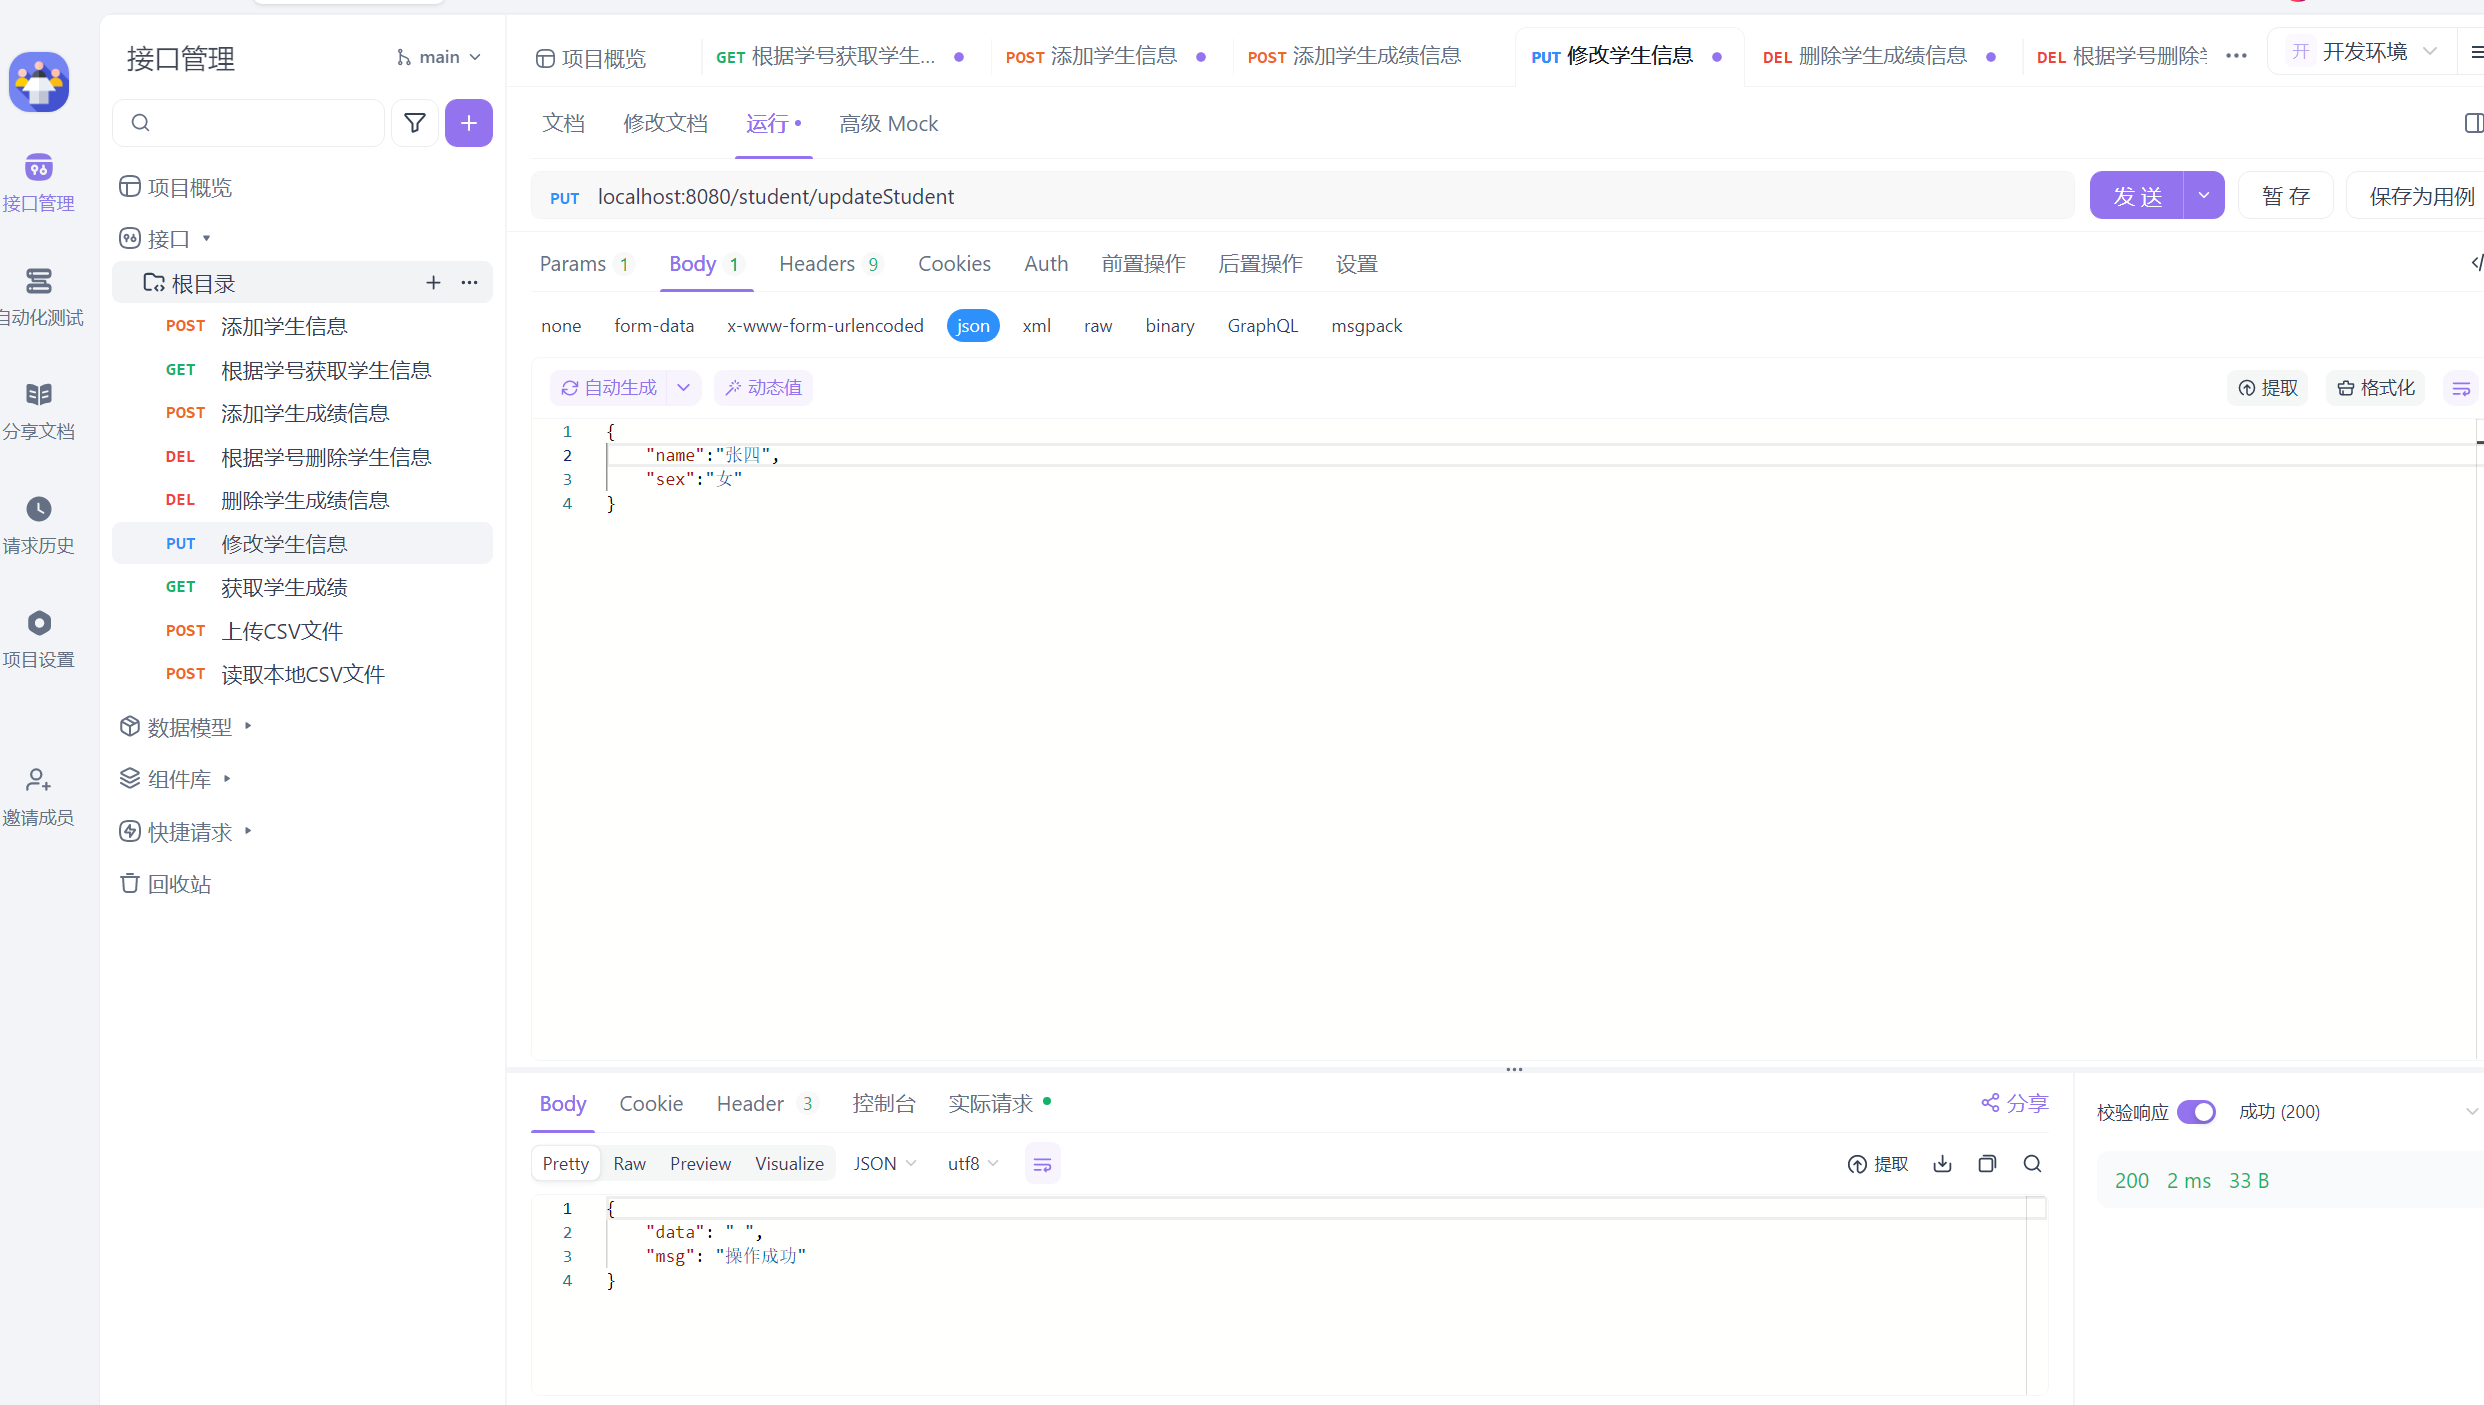 接口管理
自动化测试
分享文档
请求历史
项目设置
邀请成员
接口管理
main
项目概览
接口
根目录
POST 添加学生信息
GET 根据学号获取学生信息
POST 添加学生成绩信息
DEL 根据学号删除学生信息
DEL 删除学生成绩信息
PUT 修改学生信息
GET 获取学生成绩
POST 上传CSV文件
POST 读取本地CSV文件
数据模型
组件库
快捷请求
回收站
项目概览 GET 根据学号获取学生... POST 添加学生信息 POST 添加学生成绩信息 PUT 修改学生信息 DEL 删除学生成绩信息 DEL 根据学号删除 开 开发环境
文档 修改文档 运行 高级 Mock
PUT localhost:8080/student/updateStudent 发送 暂存 保存为用例
Params 1 Body 1 Headers 9 Cookies Auth 前置操作 后置操作 设置
none form-data x-www-form-urlencoded json xml raw binary GraphQL msgpack
自动生成 动态值 提取 格式化
1 {
2 "name":"张四",
3 "sex":"女"
4 }
Body Cookie Header 3 控制台 实际请求 分享
Pretty Raw Preview Visualize JSON utf8 提取
1 {
2 "data": " ",
3 "msg": "操作成功"
4 }
校验响应 成功 (200)
200 2 ms 33 B